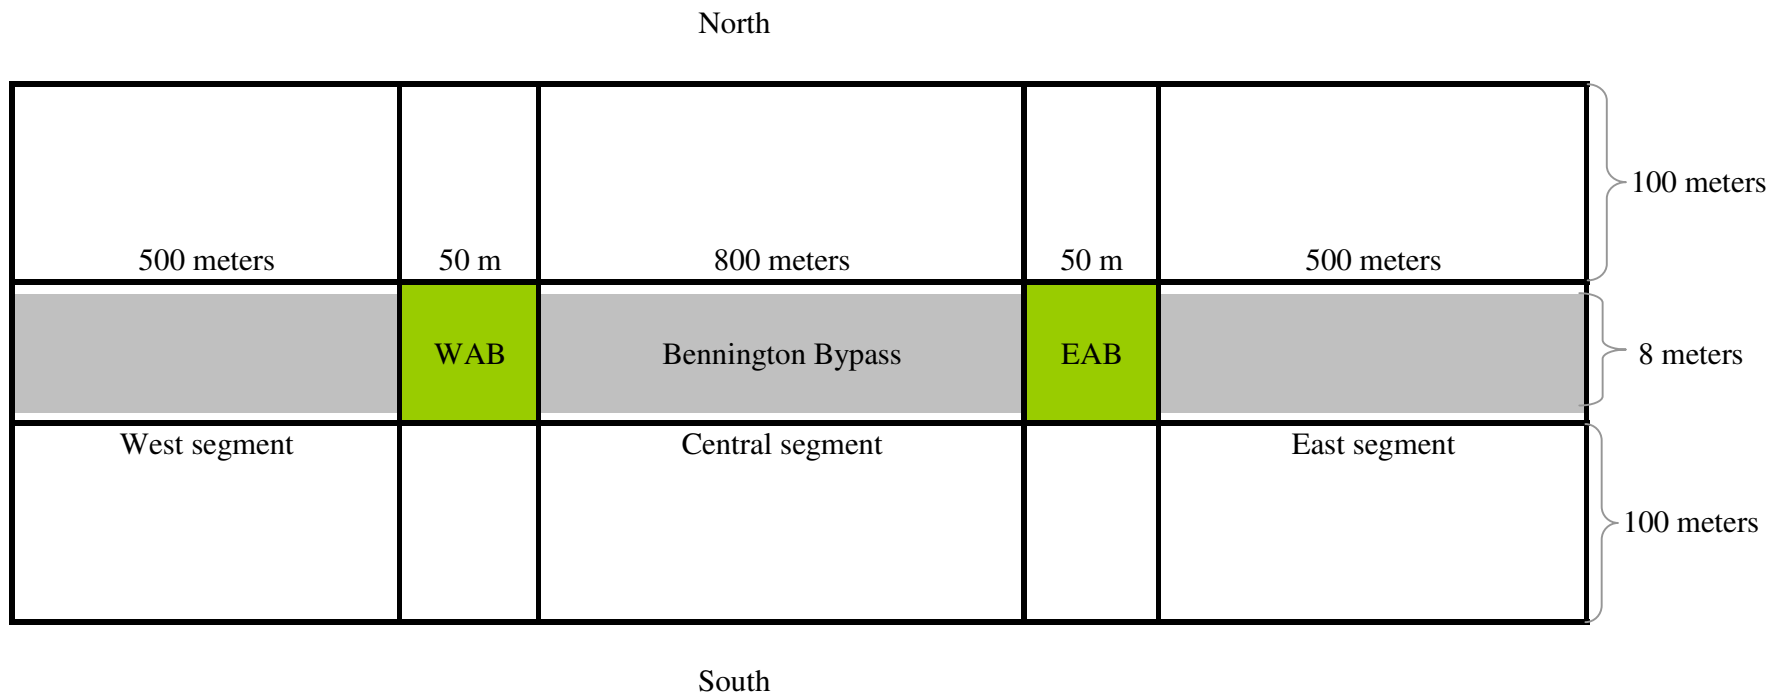 North
100 meters
500 meters 50 m 800 meters 50 m 500 meters
WAB Bennington Bypass EAB 8 meters
West segment Central segment East segment
100 meters
South